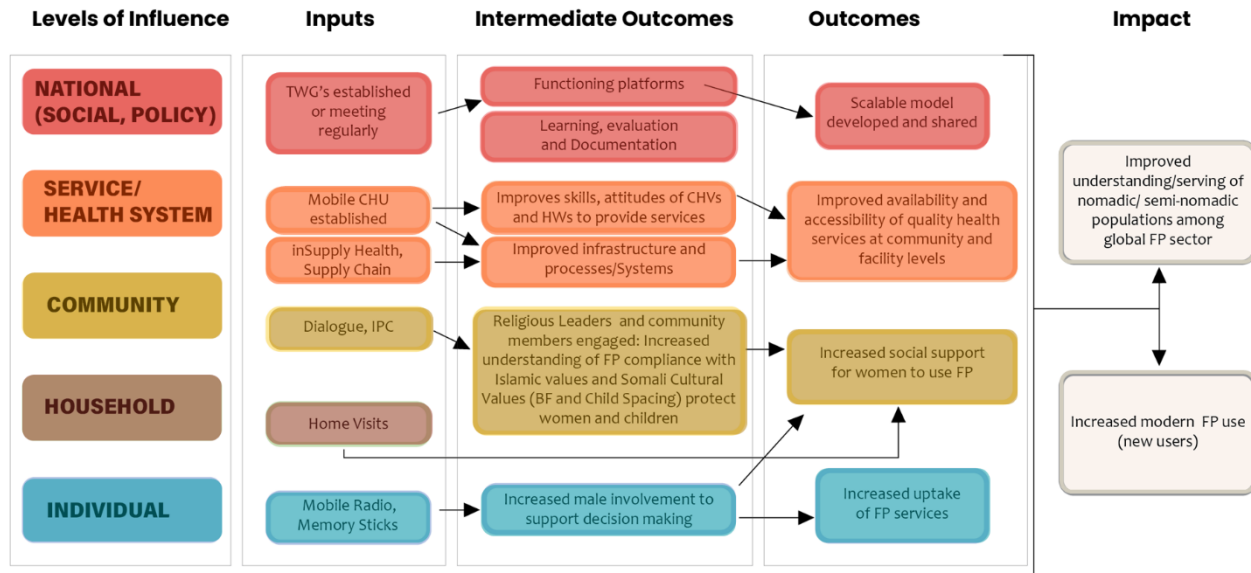 Levels of Influence
Inputs
Intermediate Outcomes
Outcomes
Impact
NATIONAL
(SOCIAL, POLICY)
SERVICE/
HEALTH SYSTEM
COMMUNITY
HOUSEHOLD
INDIVIDUAL
TWG's established
or meeting
regularly
Mobile CHU
established
inSupply Health,
Supply Chain
Dialogue, IPC
Home Visits
Mobile Radio,
Memory Sticks
Functioning platforms
Learning, evaluation
and Documentation
Improves skills, attitudes of CHVs
and HWs to provide services
Improved infrastructure and
processes/Systems
Religious Leaders and community
members engaged: Increased
understanding of FP compliance with
Islamic values and Somali Cultural
Values (BF and Child Spacing) protect
women and children
Increased male involvement to
support decision making
Scalable model
developed and shared
Improved availability and
accessibility of quality health
services at community and
facility levels
Increased social support
for women to use FP
Increased uptake
of FP services
Improved
understanding/serving of
nomadic/ semi-nomadic
populations among
global FP sector
Increased modern FP use
(new users)